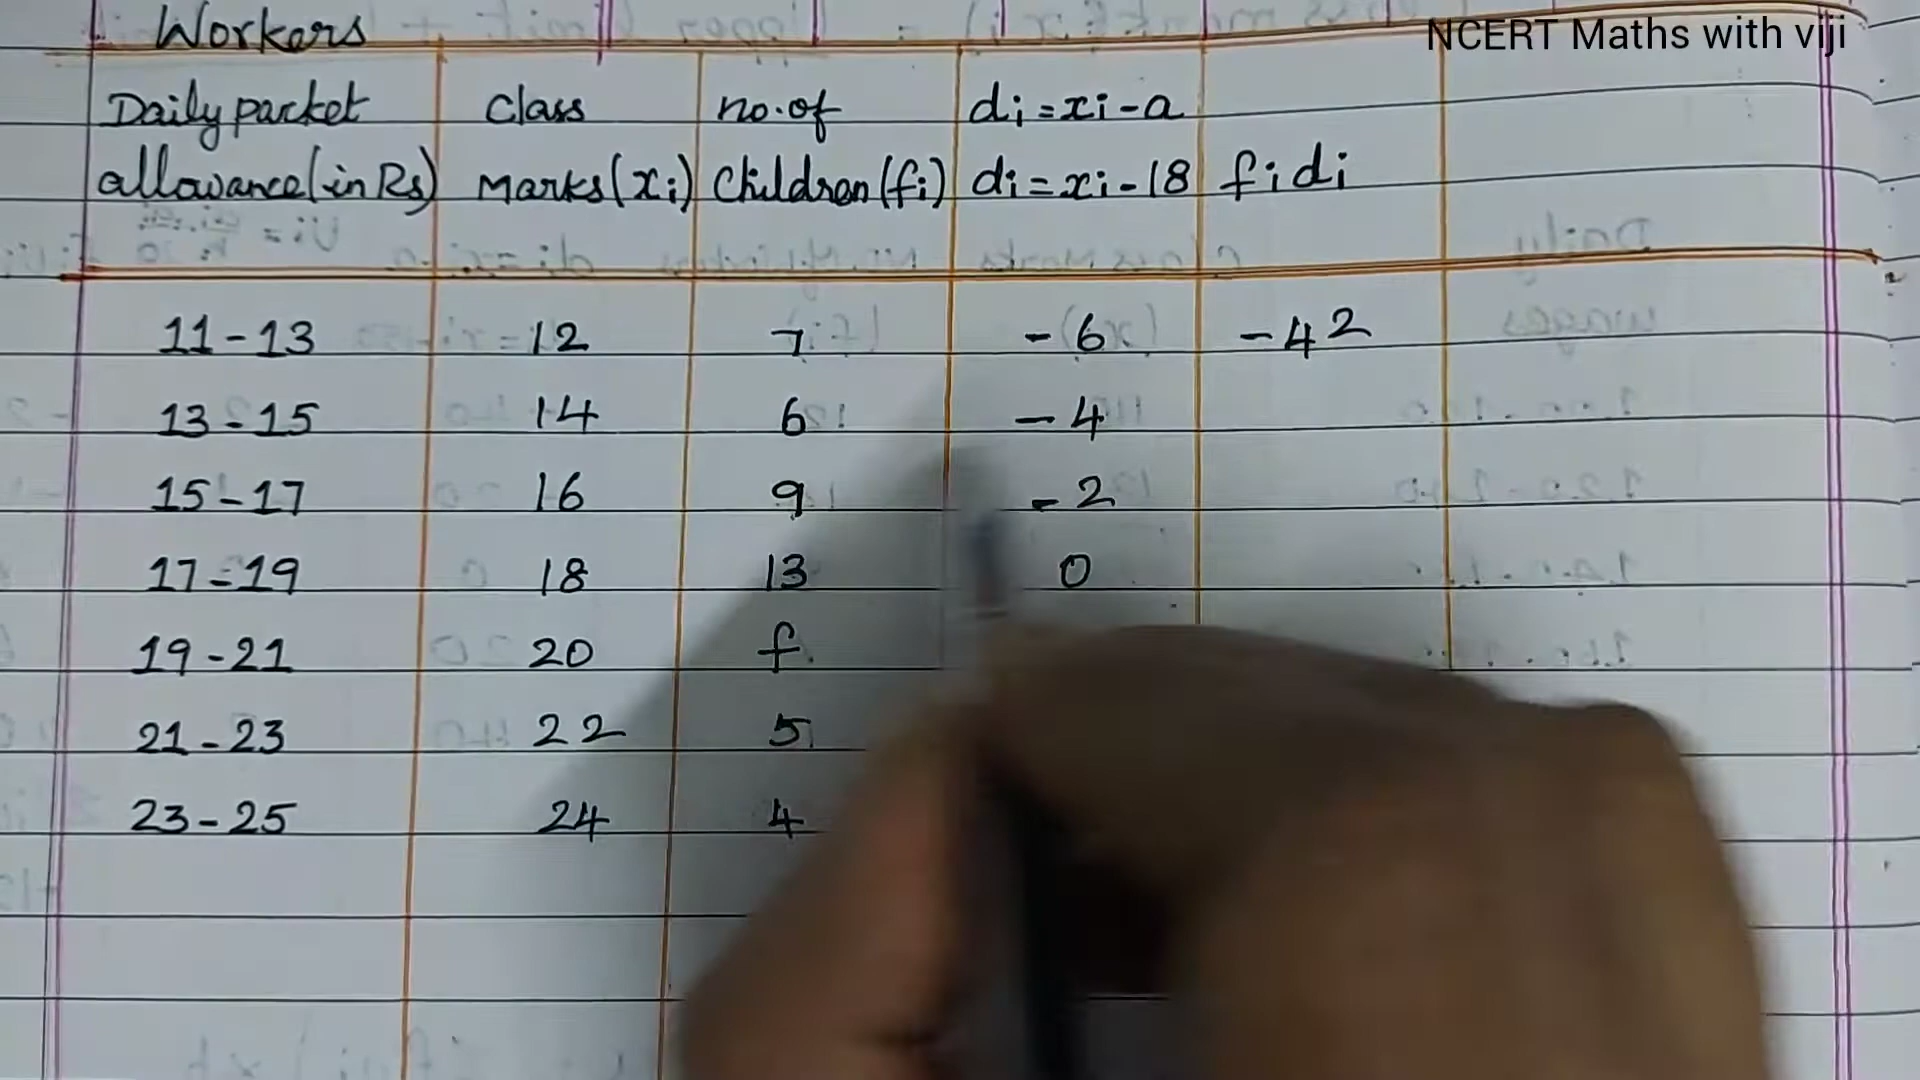 NCERT Maths with viji
Workers
Daily packet allowance(in Rs) Class Marks(xi) no.of Children(fi) di=xi-a di=xi-18 fidi
11-13 12 7 -6 -42
13-15 14 6 -4
15-17 16 9 -2
17-19 18 13 0
19-21 20 f
21-23 22 5
23-25 24 4